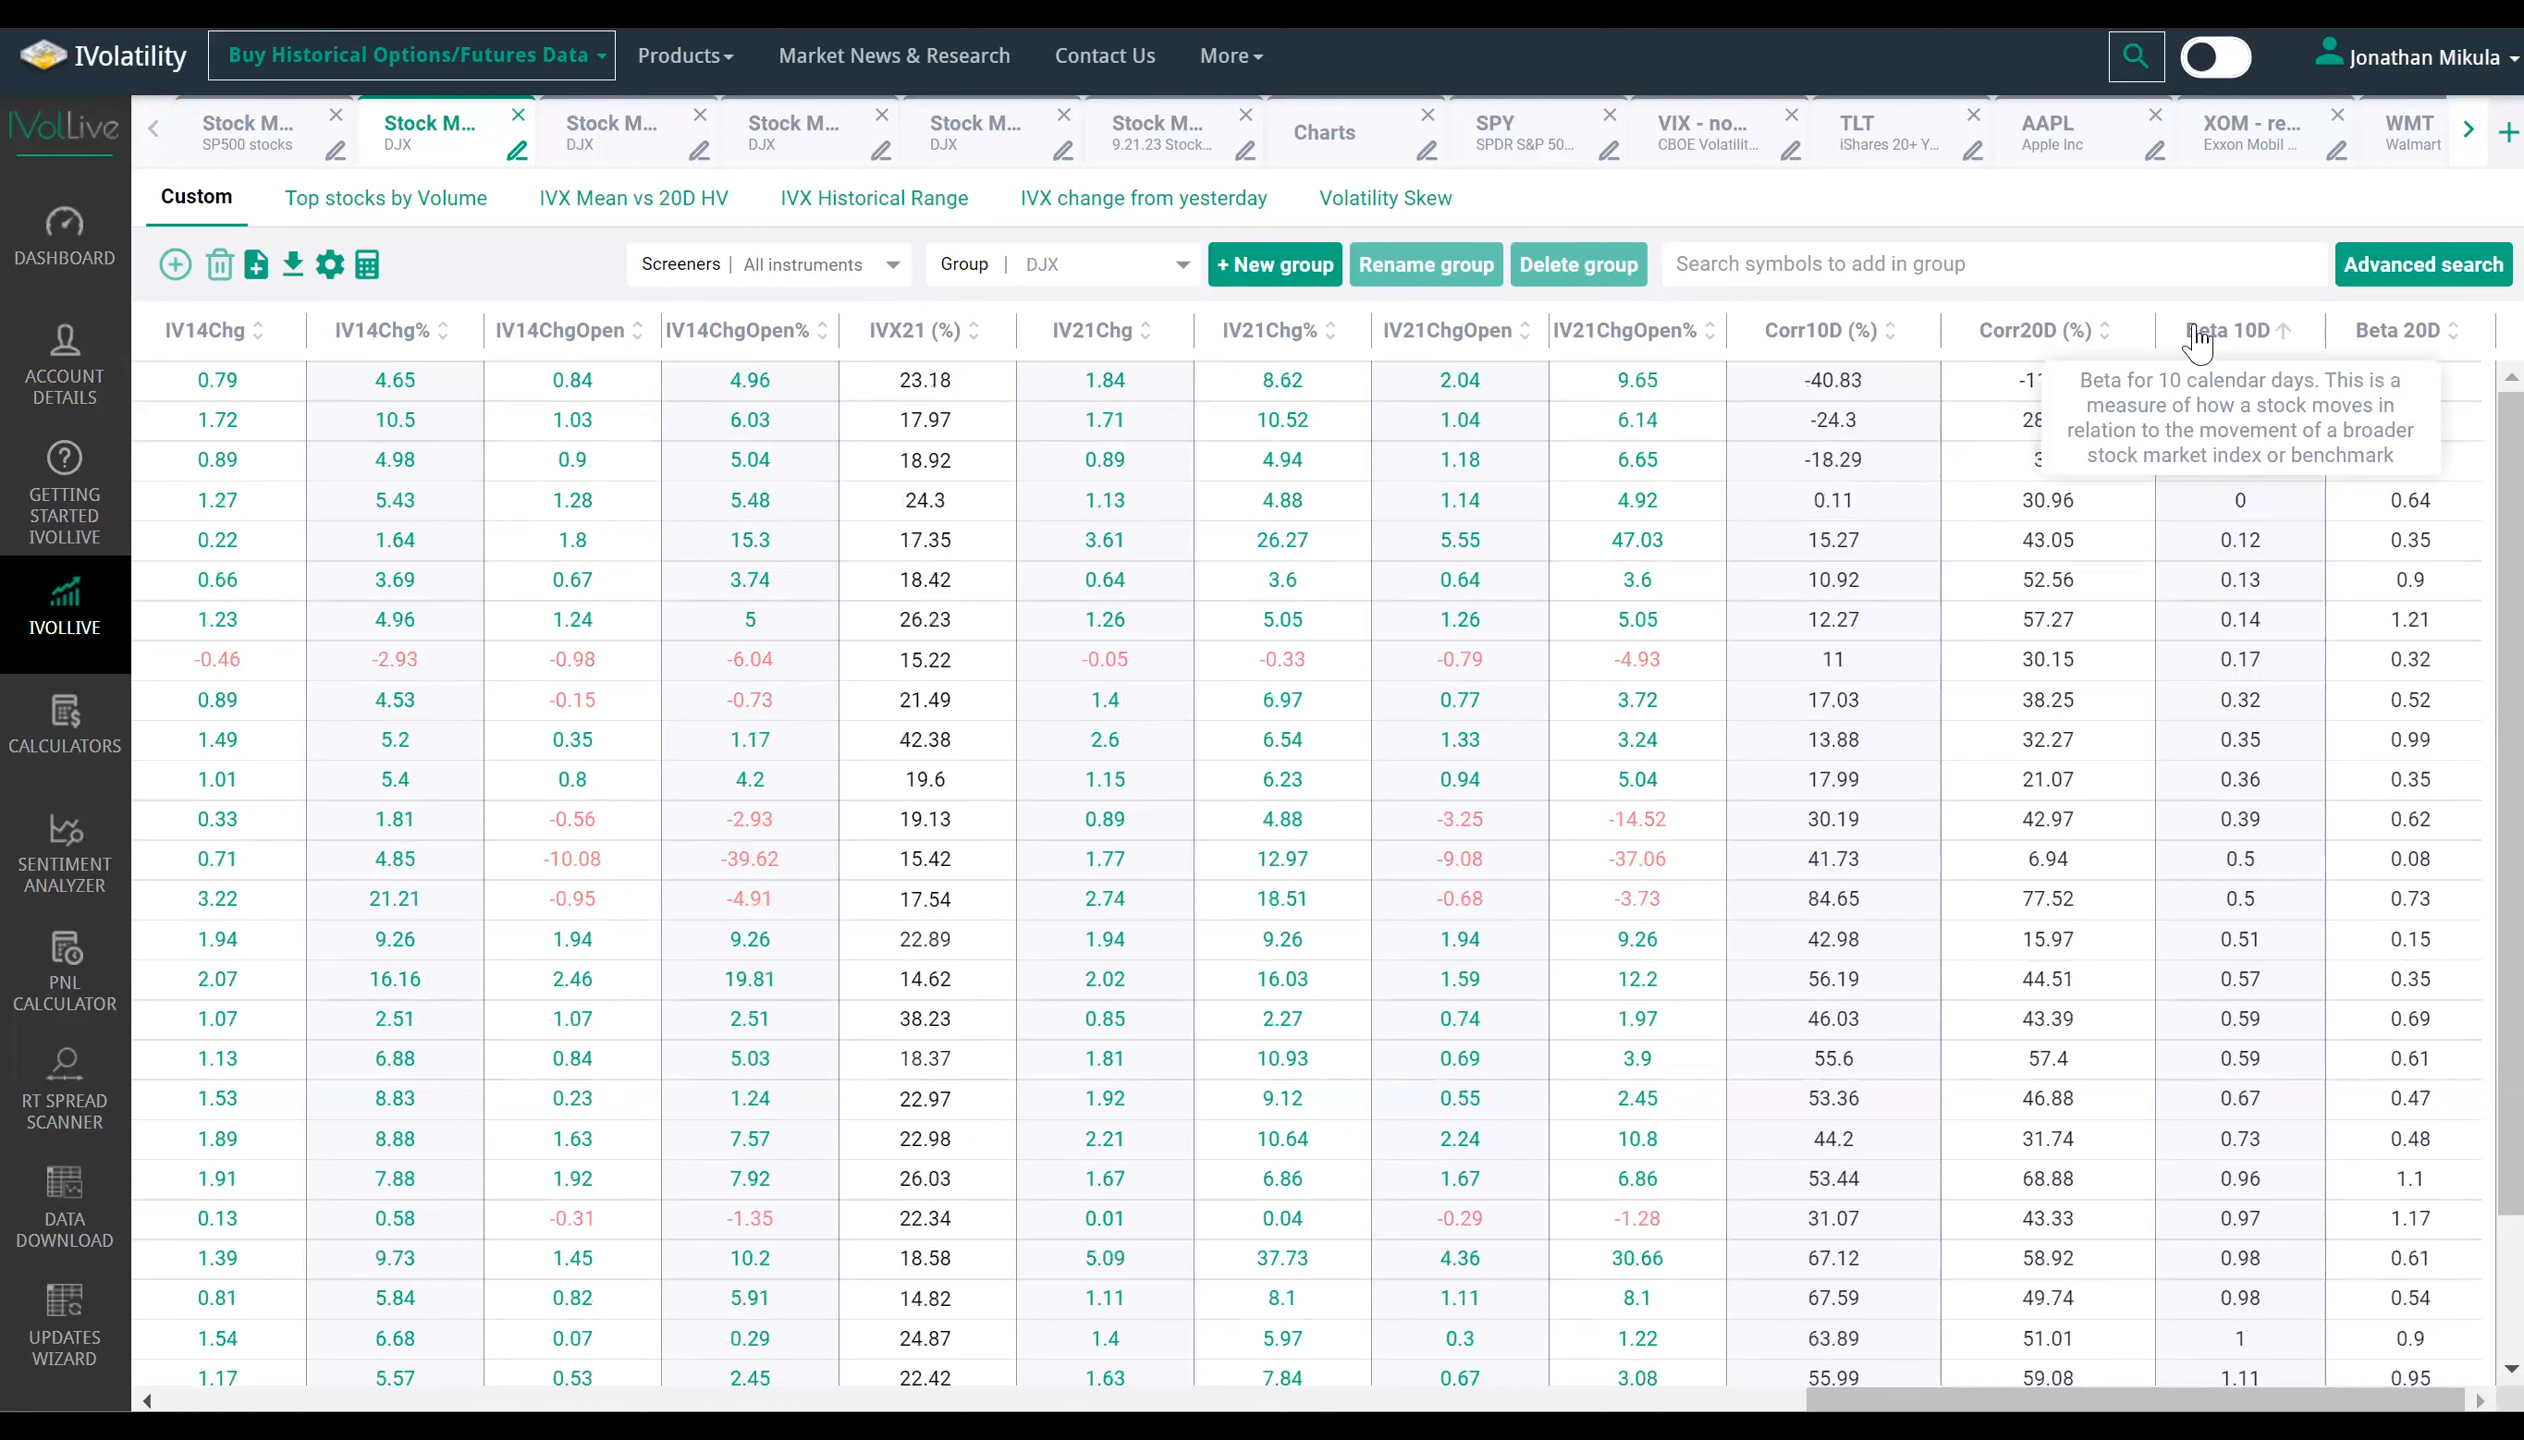 IVolatility Buy Historical Options/Futures Data Products Market News & Research Contact Us More Jonathan Mikula
IVolLive
Stock M... Stock M... Stock M... Stock M... Stock M... Stock M... Charts SPY VIX - no... TLT AAPL XOM - re... WMT
SP500 stocks DJX DJX DJX DJX 9.21.23 Stock... SPDR S&P 50... CBOE Volatilit... iShares 20+ Y... Apple Inc Exxon Mobil ... Walmart
Custom Top stocks by Volume IVX Mean vs 20D HV IVX Historical Range IVX change from yesterday Volatility Skew
Screeners | All instruments Group | DJX + New group Rename group Delete group Search symbols to add in group Advanced search
DASHBOARD
ACCOUNT
DETAILS
GETTING
STARTED
IVOLLIVE
IVOLLIVE
CALCULATORS
SENTIMENT
ANALYZER
PNL
CALCULATOR
RT SPREAD
SCANNER
DATA
DOWNLOAD
UPDATES
WIZARD
IV14Chg IV14Chg% IV14ChgOpen IV14ChgOpen% IVX21 (%) IV21Chg IV21Chg% IV21ChgOpen IV21ChgOpen% Corr10D (%) Corr20D (%) Beta 10D Beta 20D
0.79 4.65 0.84 4.96 23.18 1.84 8.62 2.04 9.65 -40.83
1.72 10.5 1.03 6.03 17.97 1.71 10.52 1.04 6.14 -24.3
0.89 4.98 0.9 5.04 18.92 0.89 4.94 1.18 6.65 -18.29
Beta for 10 calendar days. This is a
measure of how a stock moves in
relation to the movement of a broader
stock market index or benchmark
1.27 5.43 1.28 5.48 24.3 1.13 4.88 1.14 4.92 0.11 30.96 0 0.64
0.22 1.64 1.8 15.3 17.35 3.61 26.27 5.55 47.03 15.27 43.05 0.12 0.35
0.66 3.69 0.67 3.74 18.42 0.64 3.6 0.64 3.6 10.92 52.56 0.13 0.9
1.23 4.96 1.24 5 26.23 1.26 5.05 1.26 5.05 12.27 57.27 0.14 1.21
-0.46 -2.93 -0.98 -6.04 15.22 -0.05 -0.33 -0.79 -4.93 11 30.15 0.17 0.32
0.89 4.53 -0.15 -0.73 21.49 1.4 6.97 0.77 3.72 17.03 38.25 0.32 0.52
1.49 5.2 0.35 1.17 42.38 2.6 6.54 1.33 3.24 13.88 32.27 0.35 0.99
1.01 5.4 0.8 4.2 19.6 1.15 6.23 0.94 5.04 17.99 21.07 0.36 0.35
0.33 1.81 -0.56 -2.93 19.13 0.89 4.88 -3.25 -14.52 30.19 42.97 0.39 0.62
0.71 4.85 -10.08 -39.62 15.42 1.77 12.97 -9.08 -37.06 41.73 6.94 0.5 0.08
3.22 21.21 -0.95 -4.91 17.54 2.74 18.51 -0.68 -3.73 84.65 77.52 0.5 0.73
1.94 9.26 1.94 9.26 22.89 1.94 9.26 1.94 9.26 42.98 15.97 0.51 0.15
2.07 16.16 2.46 19.81 14.62 2.02 16.03 1.59 12.2 56.19 44.51 0.57 0.35
1.07 2.51 1.07 2.51 38.23 0.85 2.27 0.74 1.97 46.03 43.39 0.59 0.69
1.13 6.88 0.84 5.03 18.37 1.81 10.93 0.69 3.9 55.6 57.4 0.59 0.61
1.53 8.83 0.23 1.24 22.97 1.92 9.12 0.55 2.45 53.36 46.88 0.67 0.47
1.89 8.88 1.63 7.57 22.98 2.21 10.64 2.24 10.8 44.2 31.74 0.73 0.48
1.91 7.88 1.92 7.92 26.03 1.67 6.86 1.67 6.86 53.44 68.88 0.96 1.1
0.13 0.58 -0.31 -1.35 22.34 0.01 0.04 -0.29 -1.28 31.07 43.33 0.97 1.17
1.39 9.73 1.45 10.2 18.58 5.09 37.73 4.36 30.66 67.12 58.92 0.98 0.61
0.81 5.84 0.82 5.91 14.82 1.11 8.1 1.11 8.1 67.59 49.74 0.98 0.54
1.54 6.68 0.07 0.29 24.87 1.4 5.97 0.3 1.22 63.89 51.01 1 0.9
1.17 5.57 0.53 2.45 22.42 1.63 7.84 0.67 3.08 55.99 59.08 1.11 0.95